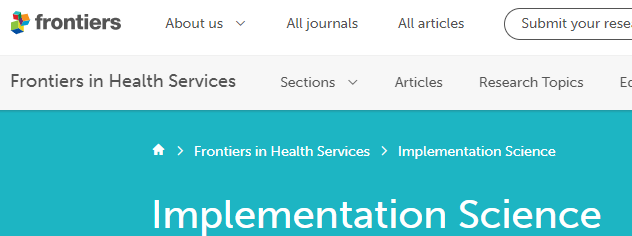 frontiers About us All journals All articles Submit your rese
Frontiers in Health Services Sections Articles Research Topics Ed
Frontiers in Health Services Implementation Science
Implementation Science